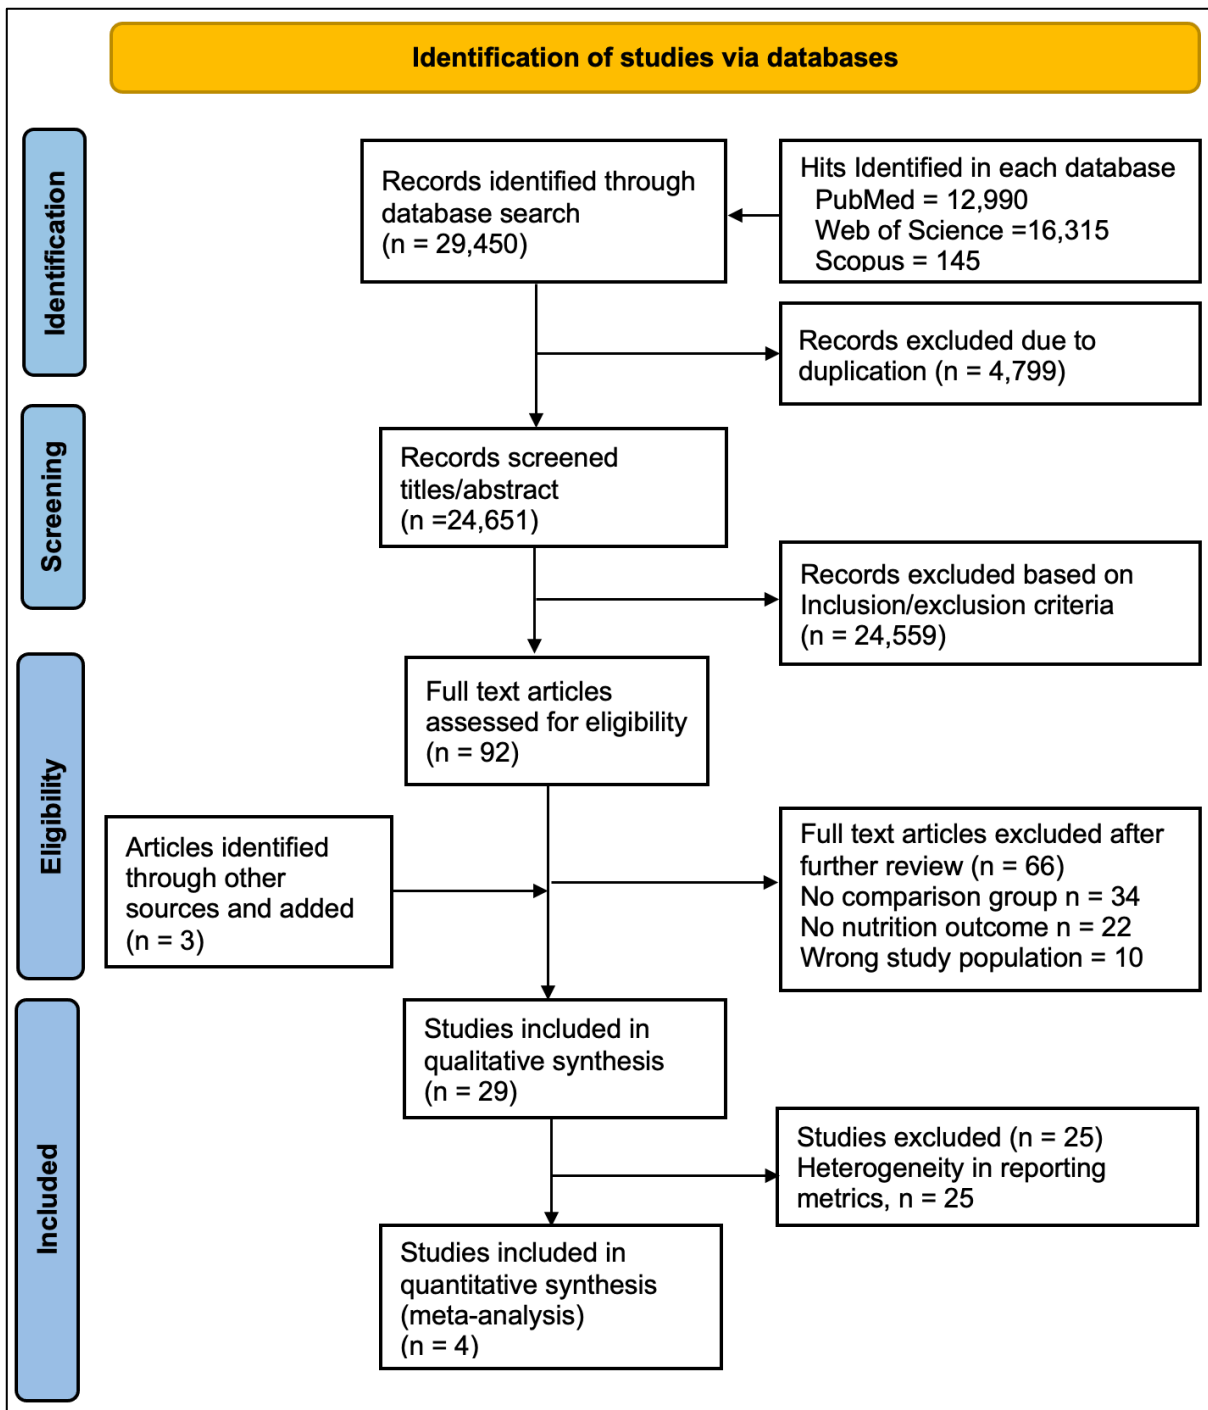 Identification of studies via databases
Identification
Records identified through
database search
(n = 29,450)
Hits Identified in each database
PubMed = 12,990
Web of Science =16,315
Scopus = 145
Records excluded due to
duplication (n = 4,799)
Screening
Records screened
titles/abstract
(n =24,651)
Records excluded based on
Inclusion/exclusion criteria
(n = 24,559)
Eligibility
Full text articles
assessed for eligibility
(n = 92)
Articles identified
through other
sources and added
(n = 3)
Full text articles excluded after
further review (n = 66)
No comparison group n = 34
No nutrition outcome n = 22
Wrong study population = 10
Included
Studies included in
qualitative synthesis
(n = 29)
Studies excluded (n = 25)
Heterogeneity in reporting
metrics, n = 25
Studies included in
quantitative synthesis
(meta-analysis)
(n = 4)